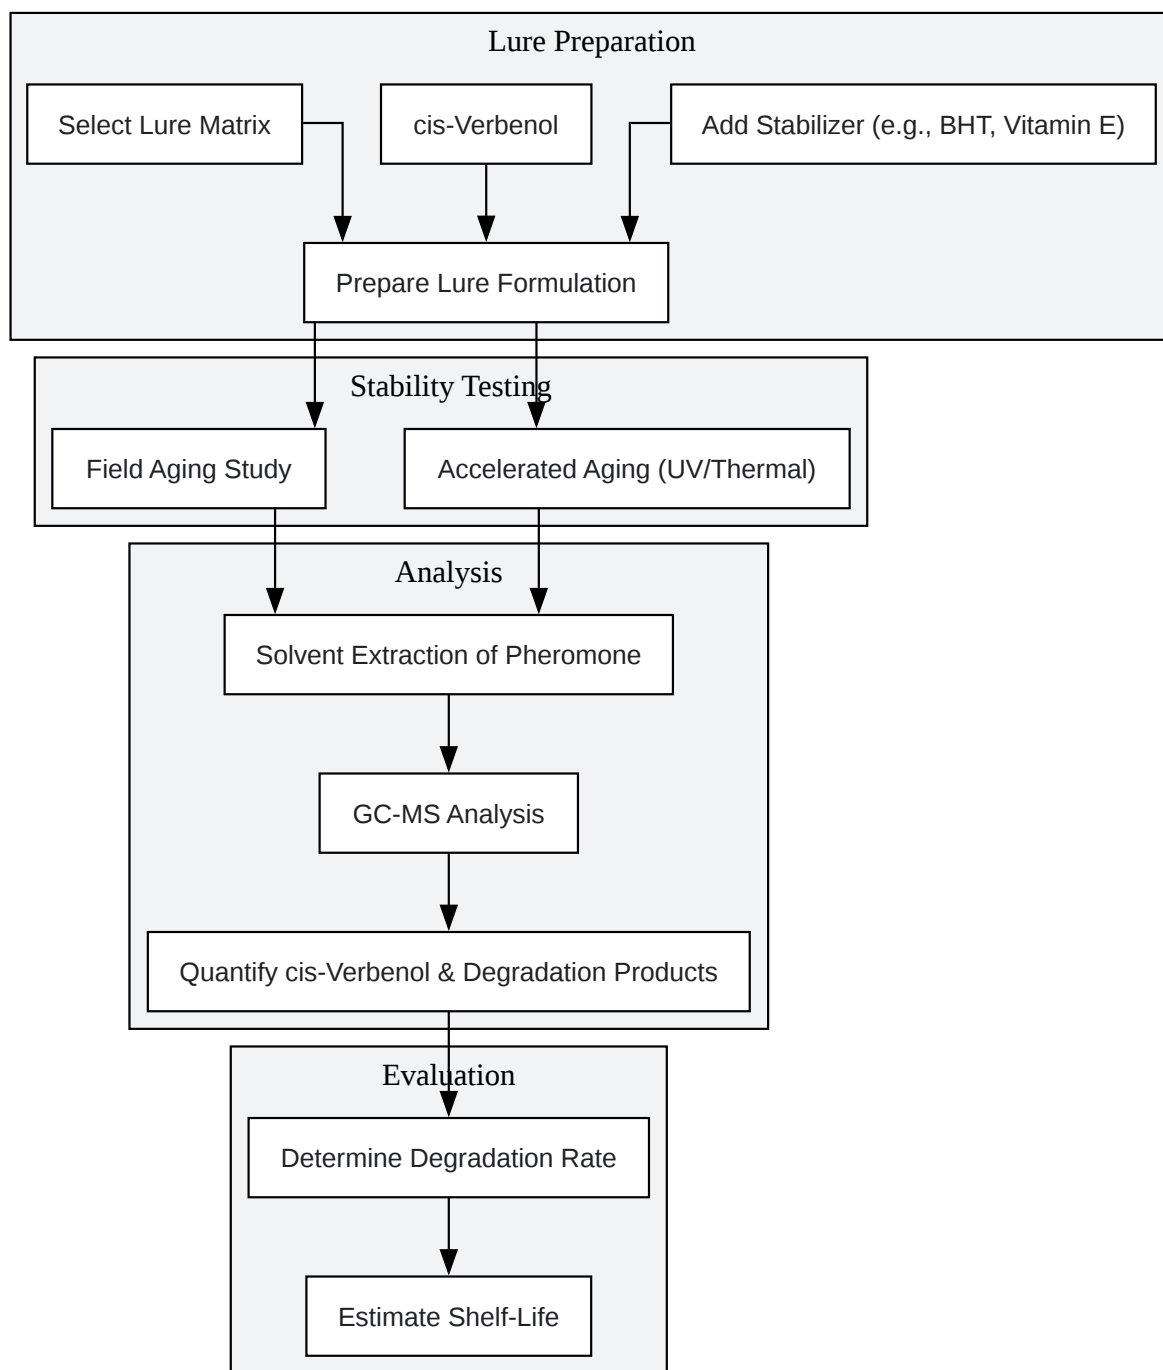 Lure Preparation
Select Lure Matrix
cis-Verbenol
Add Stabilizer (e.g., BHT, Vitamin E)
Prepare Lure Formulation
Stability Testing
Field Aging Study
Accelerated Aging (UV/Thermal)
Analysis
Solvent Extraction of Pheromone
GC-MS Analysis
Quantify cis-Verbenol & Degradation Products
Evaluation
Determine Degradation Rate
Estimate Shelf-Life